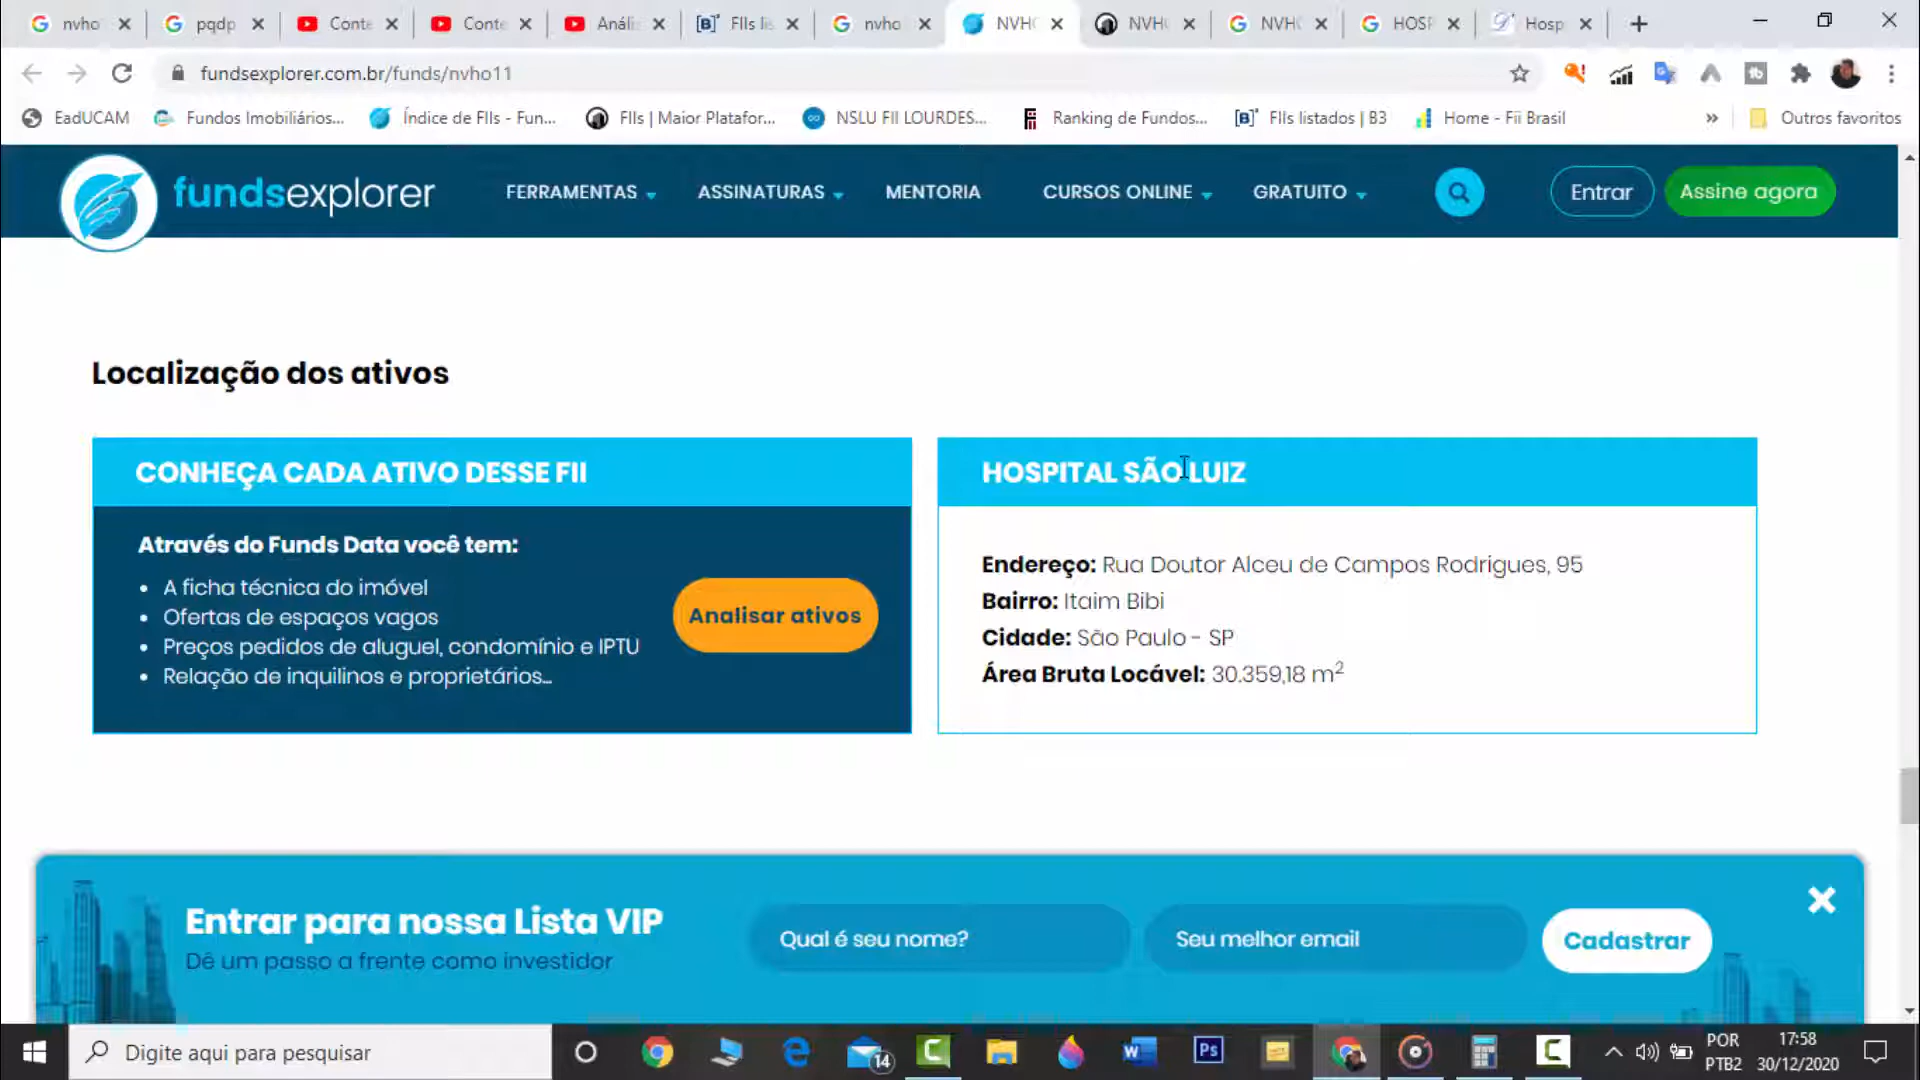 nvho
pqdp
Conte
Conte
Análi
[B]³ FIIs lis
nvho
NVHO
NVH
NVHO
HOSP
Hosp
fundsexplorer.com.br/funds/nvho11
EadUCAM
Fundos Imobiliários...
Índice de FIIs - Fun...
FIIs | Maior Platafor...
NSLU FII LOURDES...
Ranking de Fundos...
[B]³ FIIs listados | B3
Home - Fii Brasil
»
Outros favoritos
fundsexplorer
FERRAMENTAS
ASSINATURAS
MENTORIA
CURSOS ONLINE
GRATUITO
Entrar
Assine agora
Localização dos ativos
CONHEÇA CADA ATIVO DESSE FII
Através do Funds Data você tem:
• A ficha técnica do imóvel
• Ofertas de espaços vagos
• Preços pedidos de aluguel, condomínio e IPTU
• Relação de inquilinos e proprietários...
Analisar ativos
HOSPITAL SÃO LUIZ
Endereço: Rua Doutor Alceu de Campos Rodrigues, 95
Bairro: Itaim Bibi
Cidade: São Paulo - SP
Área Bruta Locável: 30.359,18 m²
Entrar para nossa Lista VIP
Dê um passo a frente como investidor
Qual é seu nome?
Seu melhor email
Cadastrar
Digite aqui para pesquisar
14
Ps
POR
PTB2
17:58
30/12/2020